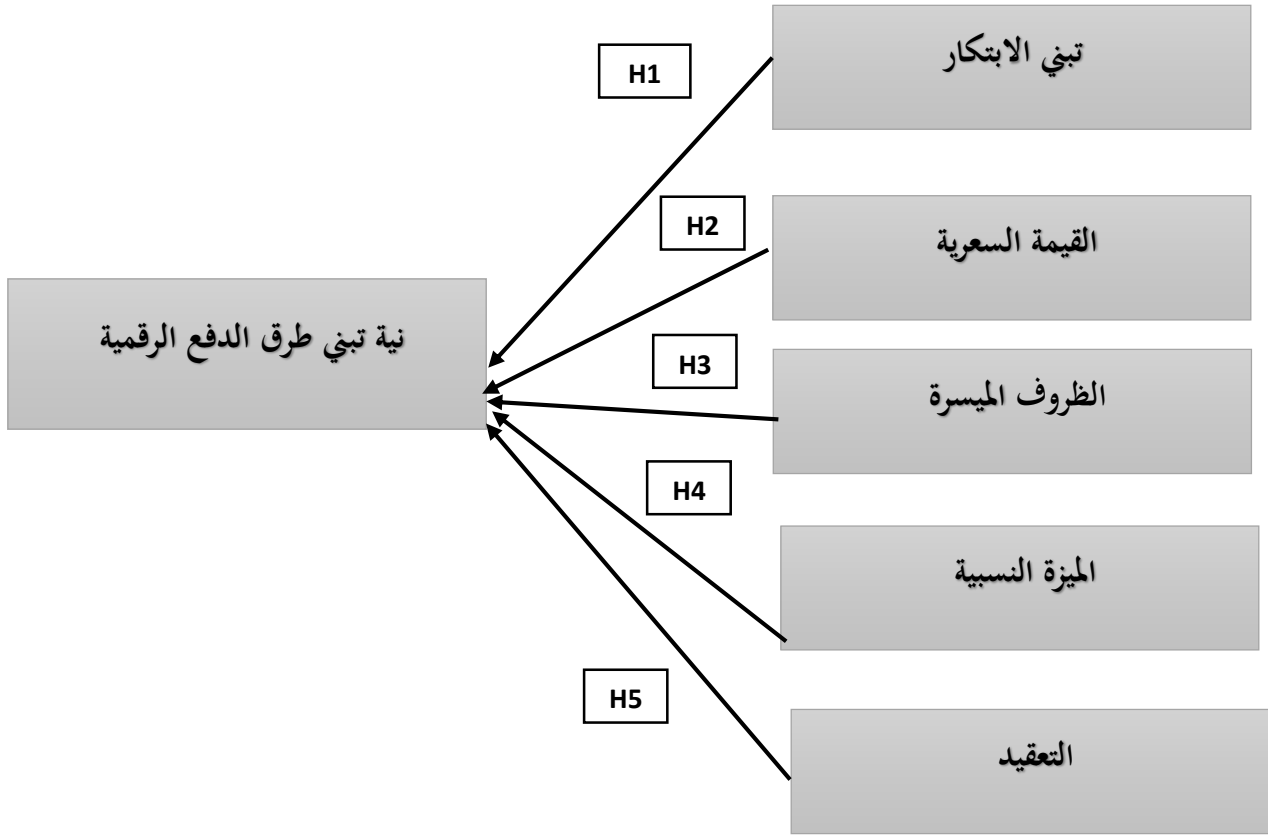 تبني الابتكار
H1
القيمة السعرية
H2
نية تبني طرق الدفع الرقمية
الظروف الميسرة
H3
H4
الميزة النسبية
H5
التعقيد